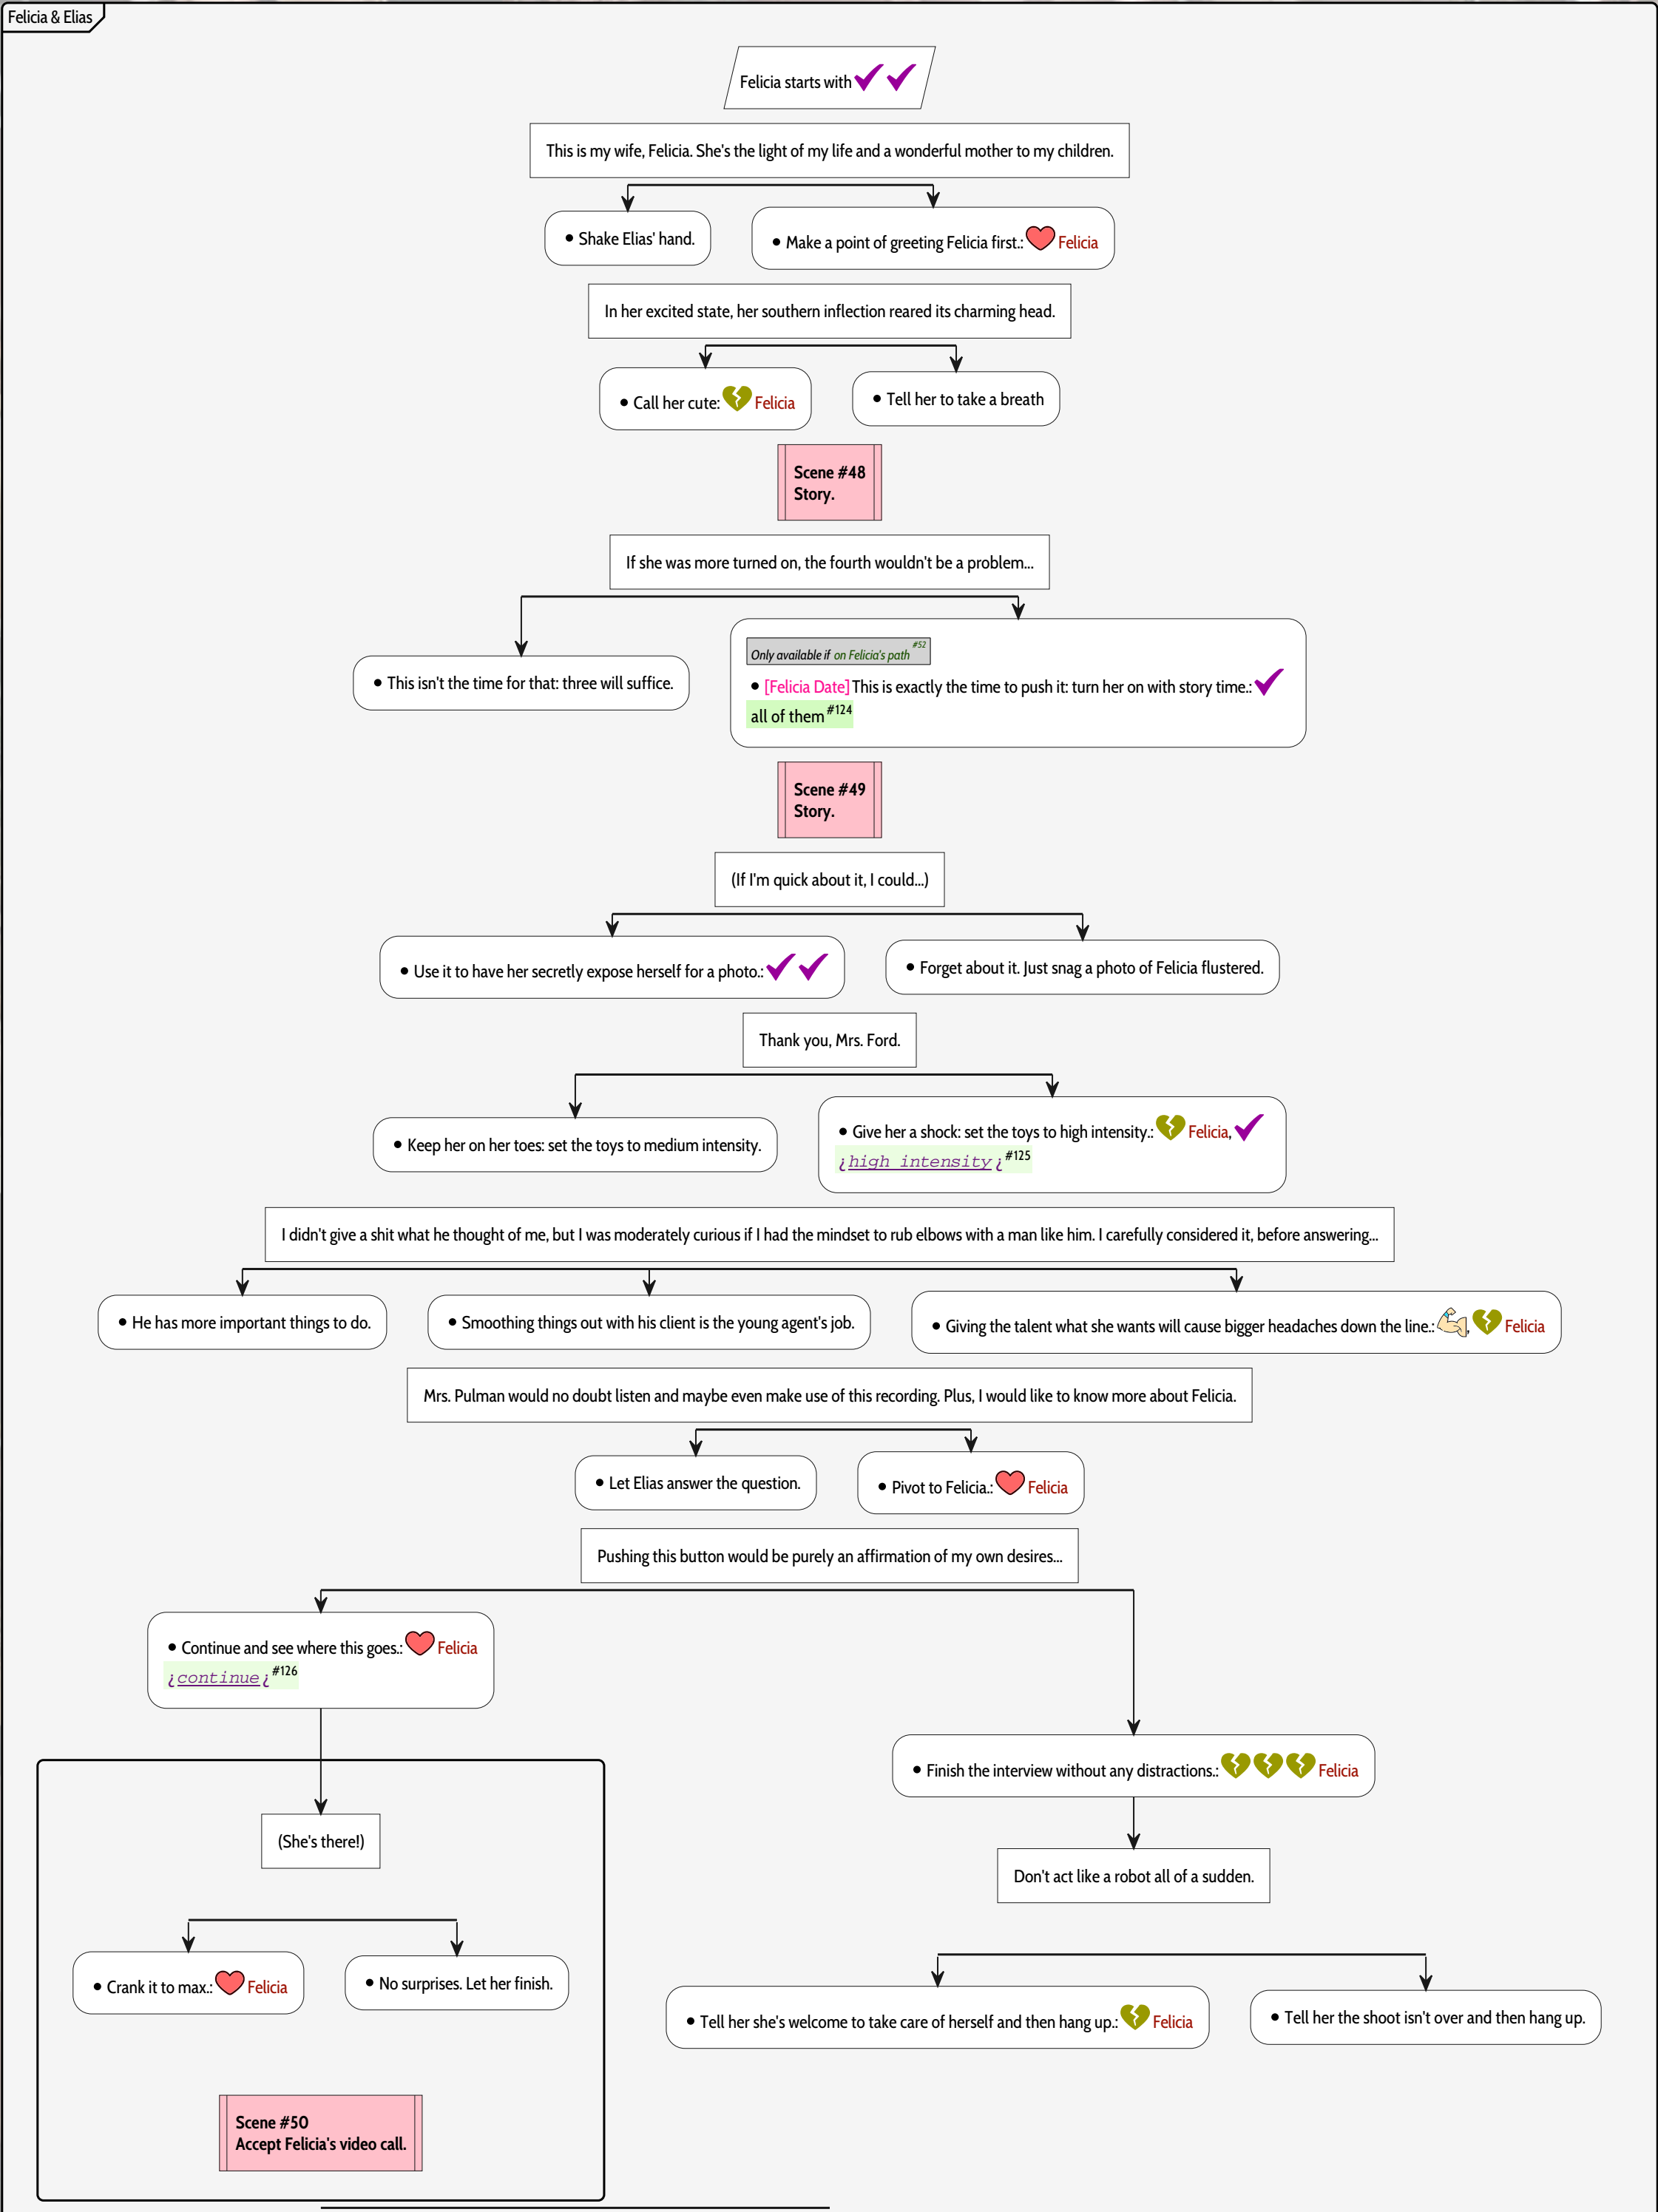 Felicia & Elias
Felicia starts with
This is my wife, Felicia. She's the light of my life and a wonderful mother to my children.
• Shake Elias' hand.
• Make a point of greeting Felicia first.: Felicia
In her excited state, her southern inflection reared its charming head.
• Call her cute: Felicia
• Tell her to take a breath
Scene #48
Story.
If she was more turned on, the fourth wouldn't be a problem...
• This isn't the time for that: three will suffice.
Only available if on Felicia's path #52
• [Felicia Date] This is exactly the time to push it: turn her on with story time.:
all of them #124
Scene #49
Story.
(If I'm quick about it, I could...)
• Use it to have her secretly expose herself for a photo.:
• Forget about it. Just snag a photo of Felicia flustered.
Thank you, Mrs. Ford.
• Keep her on her toes: set the toys to medium intensity.
• Give her a shock: set the toys to high intensity.: Felicia,
¿high intensity¿ #125
I didn't give a shit what he thought of me, but I was moderately curious if I had the mindset to rub elbows with a man like him. I carefully considered it, before answering...
• He has more important things to do.
• Smoothing things out with his client is the young agent's job.
• Giving the talent what she wants will cause bigger headaches down the line.: , Felicia
Mrs. Pulman would no doubt listen and maybe even make use of this recording. Plus, I would like to know more about Felicia.
• Let Elias answer the question.
• Pivot to Felicia.: Felicia
Pushing this button would be purely an affirmation of my own desires...
• Continue and see where this goes.: Felicia
¿continue¿ #126
• Finish the interview without any distractions.: Felicia
(She's there!)
Don't act like a robot all of a sudden.
• Crank it to max.: Felicia
• No surprises. Let her finish.
• Tell her she's welcome to take care of herself and then hang up.: Felicia
• Tell her the shoot isn't over and then hang up.
Scene #50
Accept Felicia's video call.